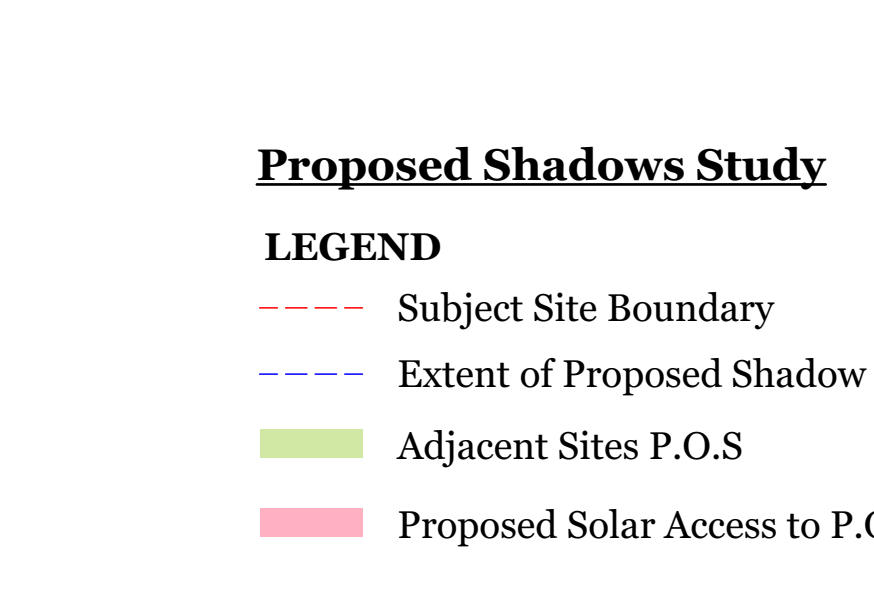 Proposed Shadows Study
LEGEND
Subject Site Boundary
Extent of Proposed Shadow
Adjacent Sites P.O.S
Proposed Solar Access to